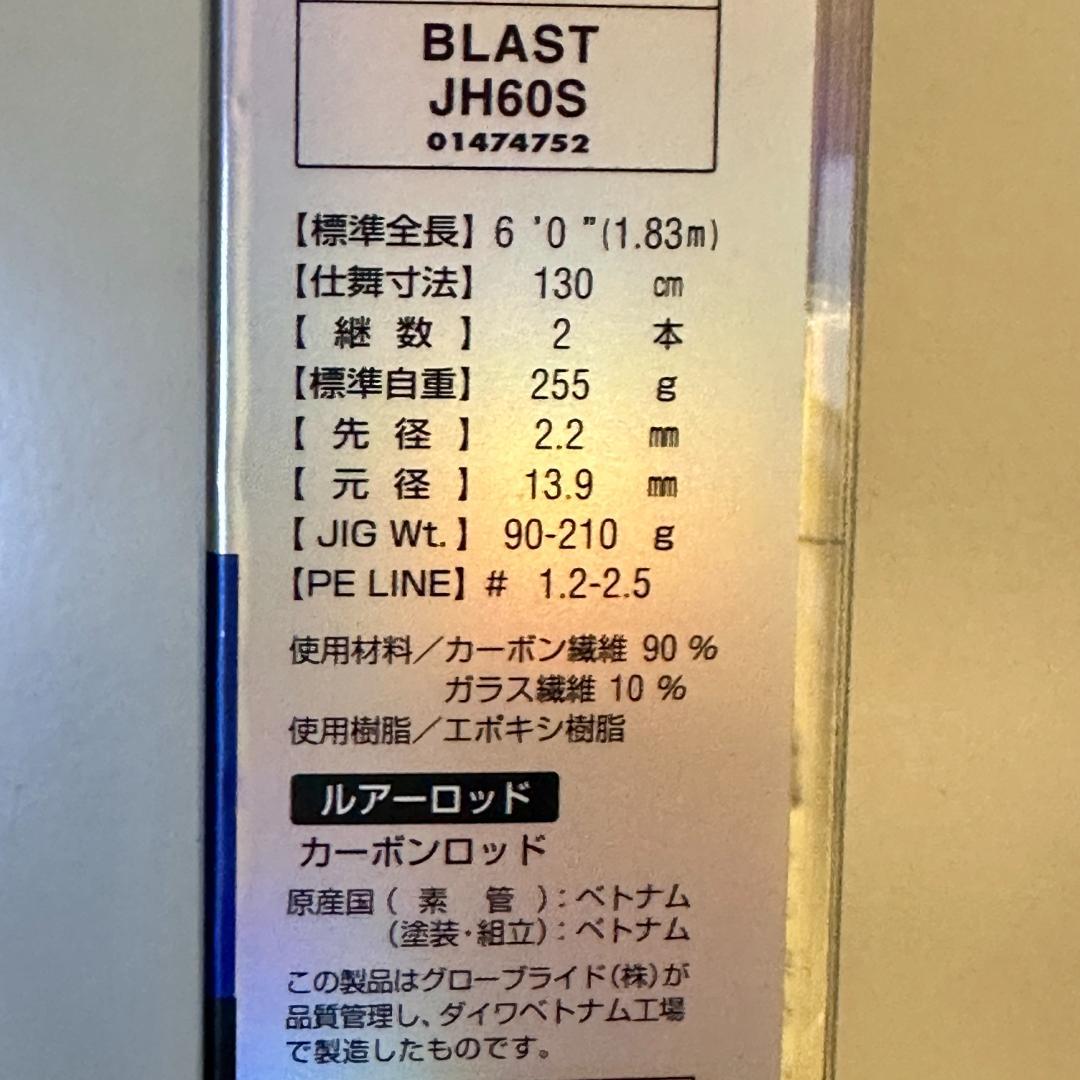 BLAST
JH60S
01474752
【標準全長】 6 '0 "(1.83m)
【仕舞寸法】 130 cm
【 継 数 】 2 本
【標準自重】 255 g
【 先 径 】 2.2 mm
【 元 径 】 13.9 mm
【 JIG Wt. 】 90-210 g
【PE LINE】 # 1.2-2.5
使用材料／カーボン繊維 90 %
ガラス繊維 10 %
使用樹脂／エポキシ樹脂
ルアーロッド
カーボンロッド
原産国 ( 素 管 ) : ベトナム
(塗装・組立) : ベトナム
この製品はグローブライド(株)が
品質管理し、ダイワベトナム工場
で製造したものです。